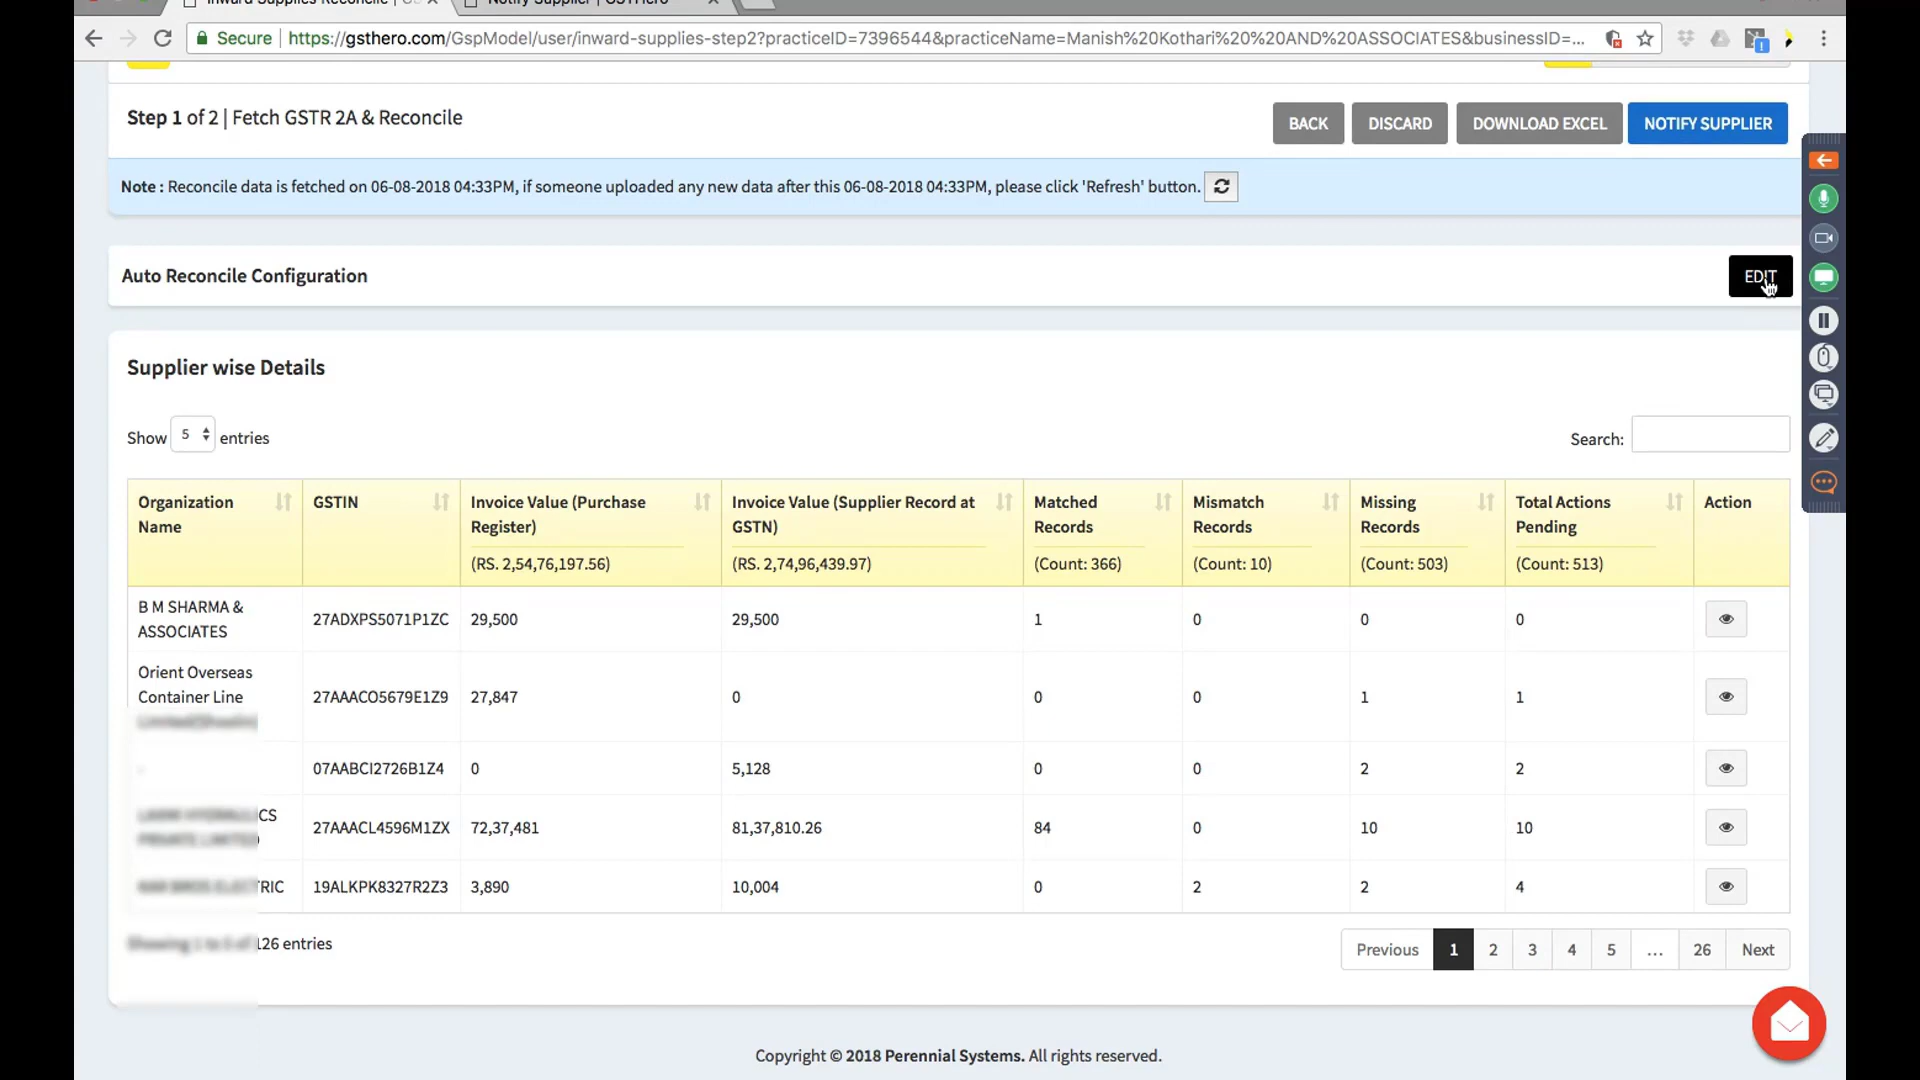 Inward Supplies Reconcile | GS
Notify Supplier | GSTHero
Secure https://gsthero.com/GspModel/user/inward-supplies-step2?practiceID=7396544&practiceName=Manish%20Kothari%20%20AND%20ASSOCIATES&businessID=...
Step 1 of 2 | Fetch GSTR 2A & Reconcile
BACK DISCARD DOWNLOAD EXCEL NOTIFY SUPPLIER
Note : Reconcile data is fetched on 06-08-2018 04:33PM, if someone uploaded any new data after this 06-08-2018 04:33PM, please click 'Refresh' button.
Auto Reconcile Configuration EDIT
Supplier wise Details
Show 5 entries Search:
Organization Name GSTIN Invoice Value (Purchase Register) Invoice Value (Supplier Record at GSTN) Matched Records Mismatch Records Missing Records Total Actions Pending Action
(RS. 2,54,76,197.56) (RS. 2,74,96,439.97) (Count: 366) (Count: 10) (Count: 503) (Count: 513)
B M SHARMA & ASSOCIATES 27ADXPS5071P1ZC 29,500 29,500 1 0 0 0
Orient Overseas Container Line 27AAACO5679E1Z9 27,847 0 0 0 1 1
07AABCI2726B1Z4 0 5,128 0 0 2 2
CS 27AAACL4596M1ZX 72,37,481 81,37,810.26 84 0 10 10
RIC 19ALKPK8327R2Z3 3,890 10,004 0 2 2 4
126 entries
Previous 1 2 3 4 5 ... 26 Next
Copyright © 2018 Perennial Systems. All rights reserved.